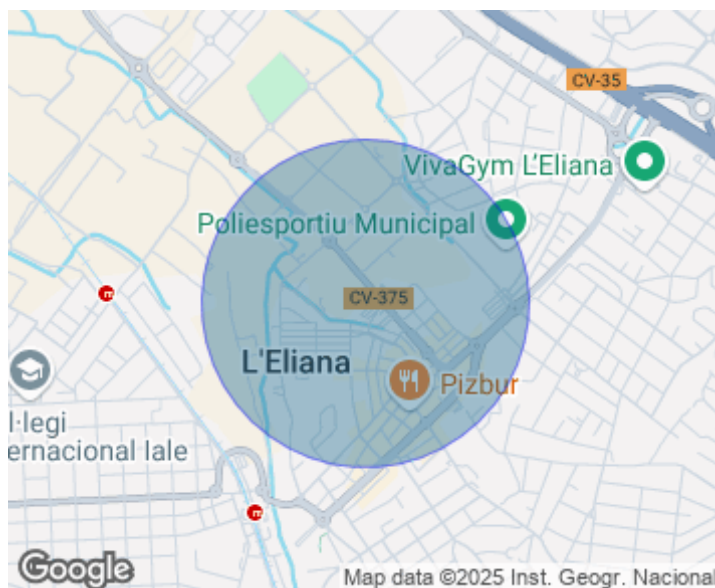 CV-35
VivaGym L'Eliana
Poliesportiu Municipal
CV-375
L'Eliana
Pizbur
l·legi
ernacional Iale
Google
Map data ©2025 Inst. Geogr. Nacional